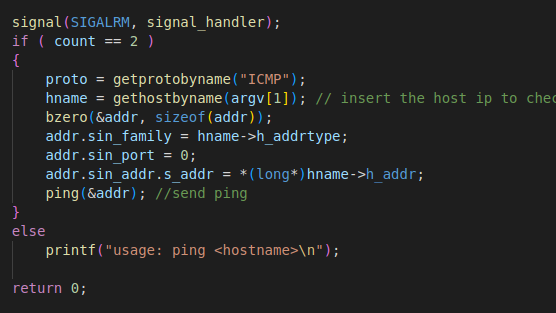 signal(SIGALRM, signal_handler);
if ( count == 2 )
{
proto = getprotobyname("ICMP");
hname = gethostbyname(argv[1]); // insert the host ip to chec
bzero(&addr, sizeof(addr));
addr.sin_family = hname->h_addrtype;
addr.sin_port = 0;
addr.sin_addr.s_addr = *(long*)hname->h_addr;
ping(&addr); //send ping
}
else
printf("usage: ping <hostname>\n");
return 0;